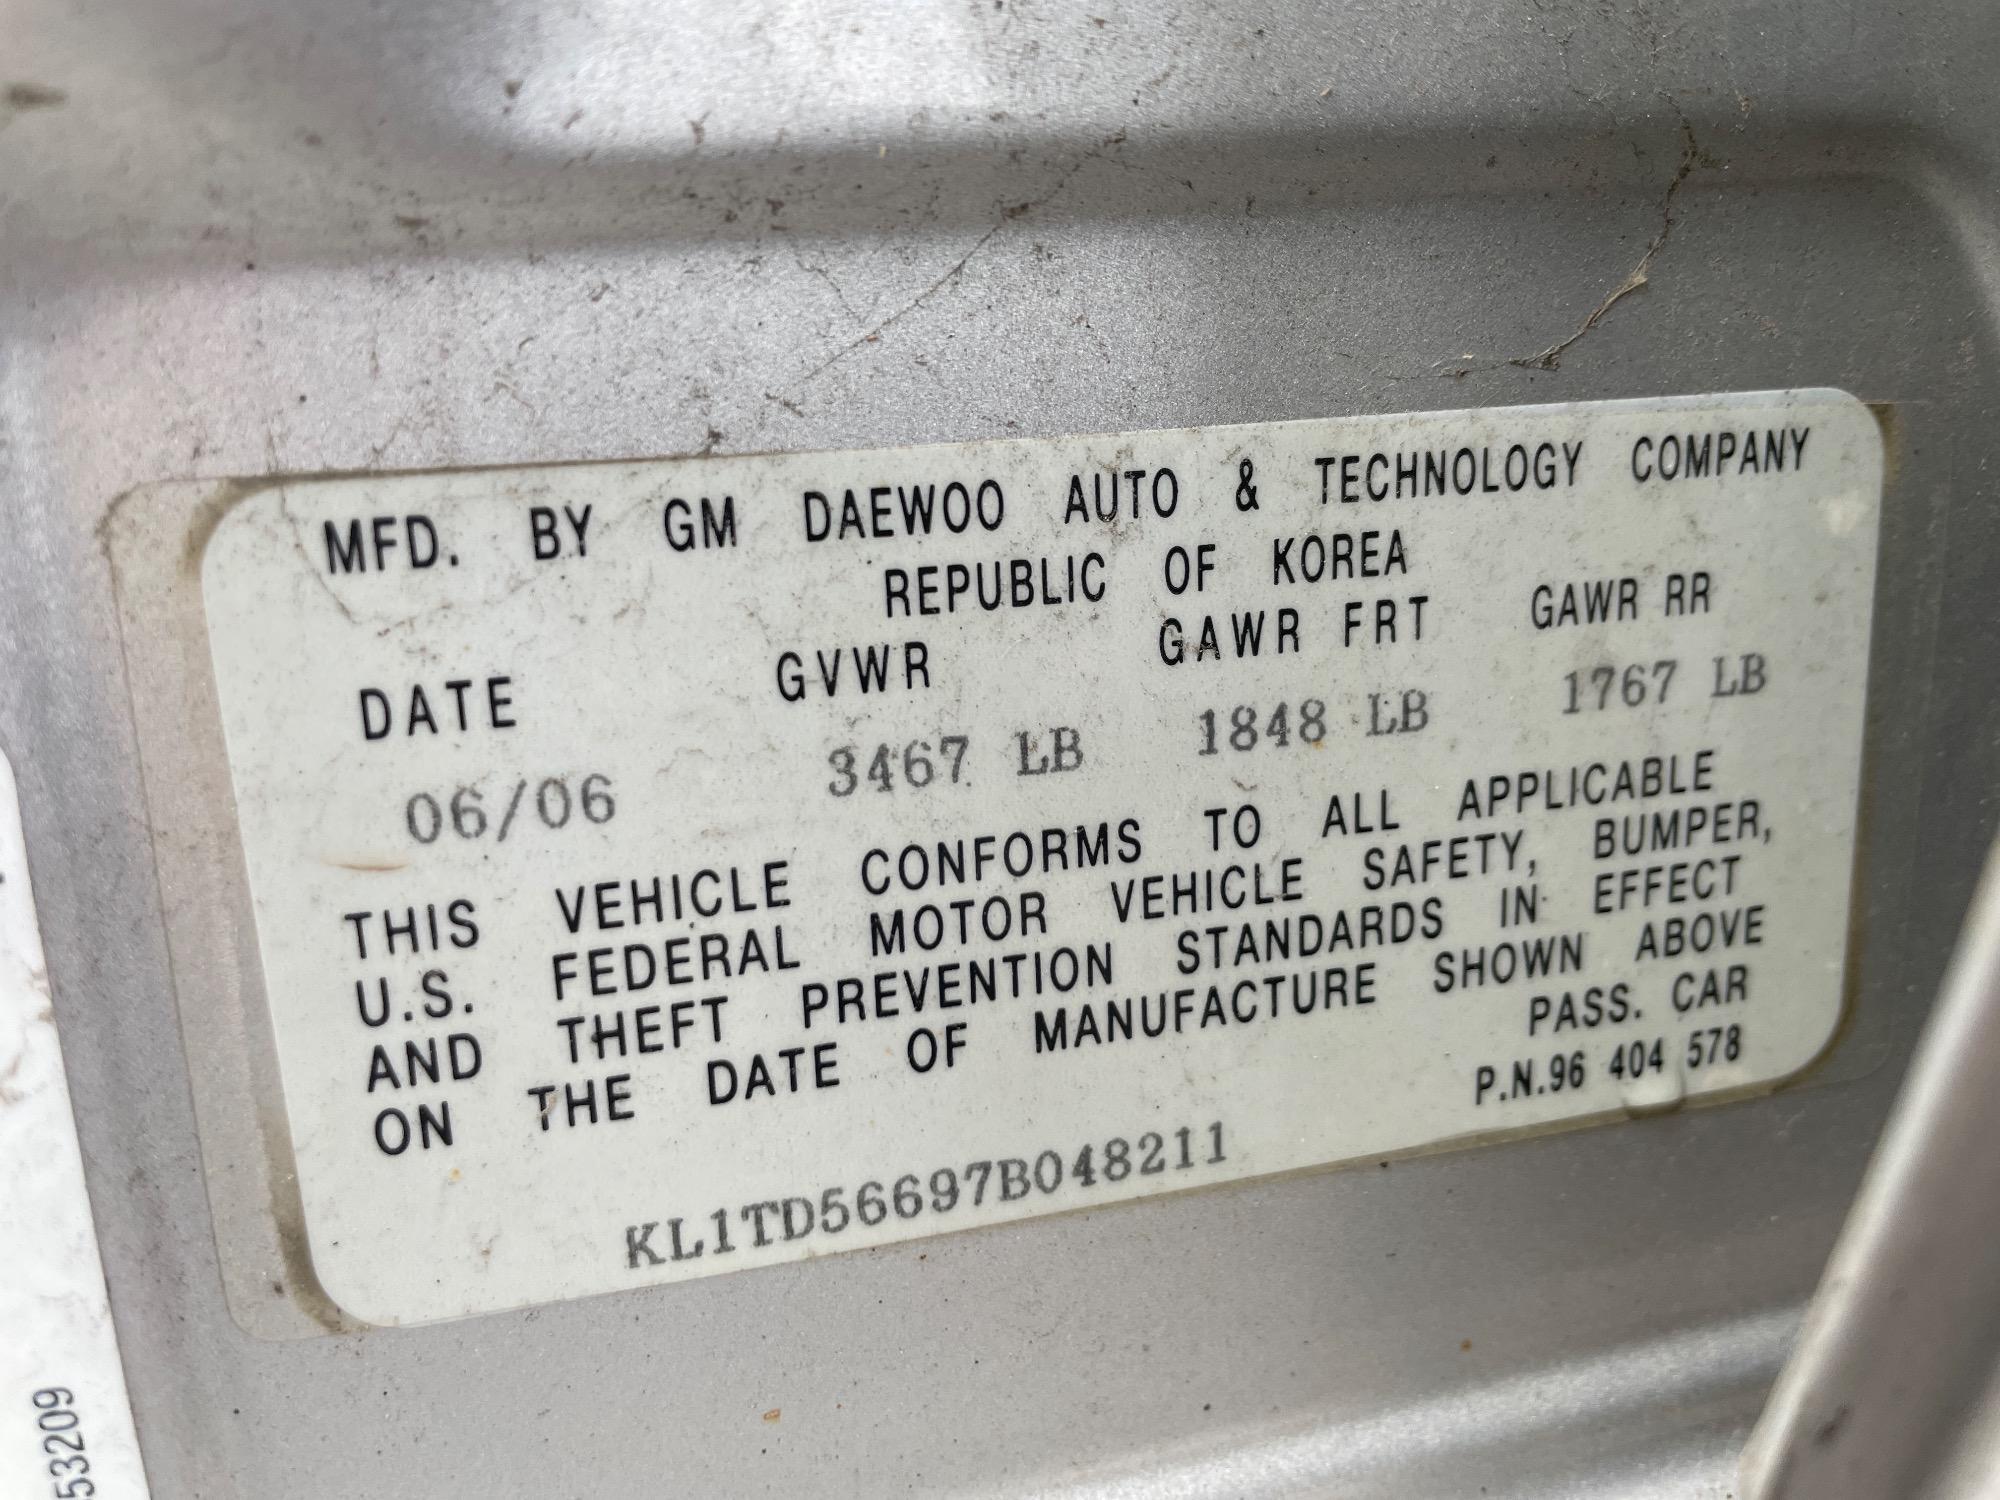 MFD. BY GM DAEWOO AUTO & TECHNOLOGY COMPANY
REPUBLIC OF KOREA
DATE GVWR GAWR FRT GAWR RR
06/06 3467 LB 1848 LB 1767 LB
THIS VEHICLE CONFORMS TO ALL APPLICABLE
U.S. FEDERAL MOTOR VEHICLE SAFETY, BUMPER,
AND THEFT PREVENTION STANDARDS IN EFFECT
ON THE DATE OF MANUFACTURE SHOWN ABOVE
PASS. CAR
P.N.96 404 578
KL1TD56697B048211
53209